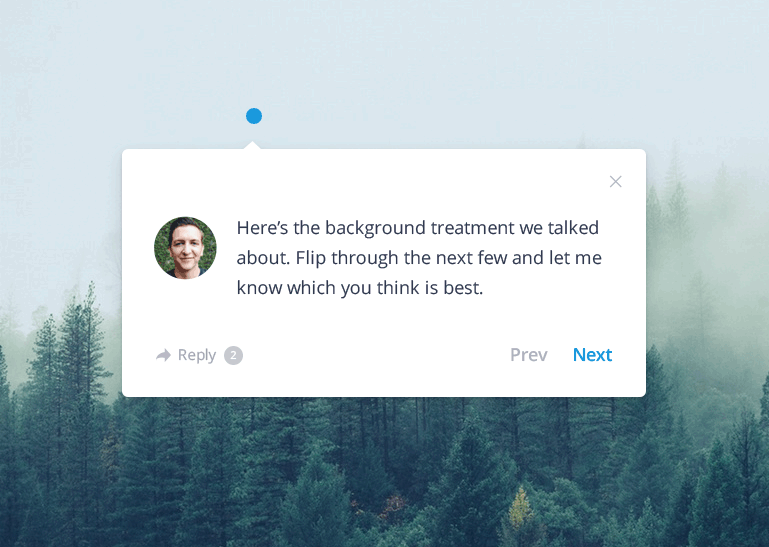 Here’s the background treatment we talked
about. Flip through the next few and let me
know which you think is best.
Reply 2
Prev Next